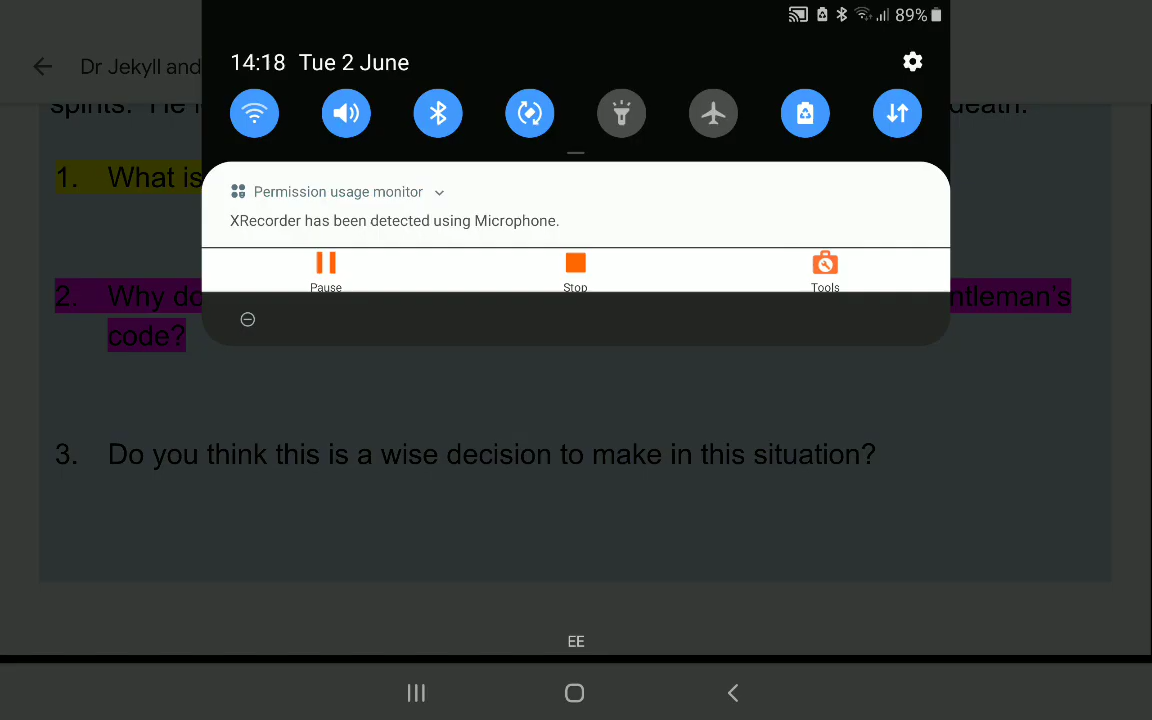 89%
14:18 Tue 2 June
Dr Jekyll and
death.
1. What is
Permission usage monitor
XRecorder has been detected using Microphone.
Pause Stop Tools
2. Why do ntleman's
code?
3. Do you think this is a wise decision to make in this situation?
EE